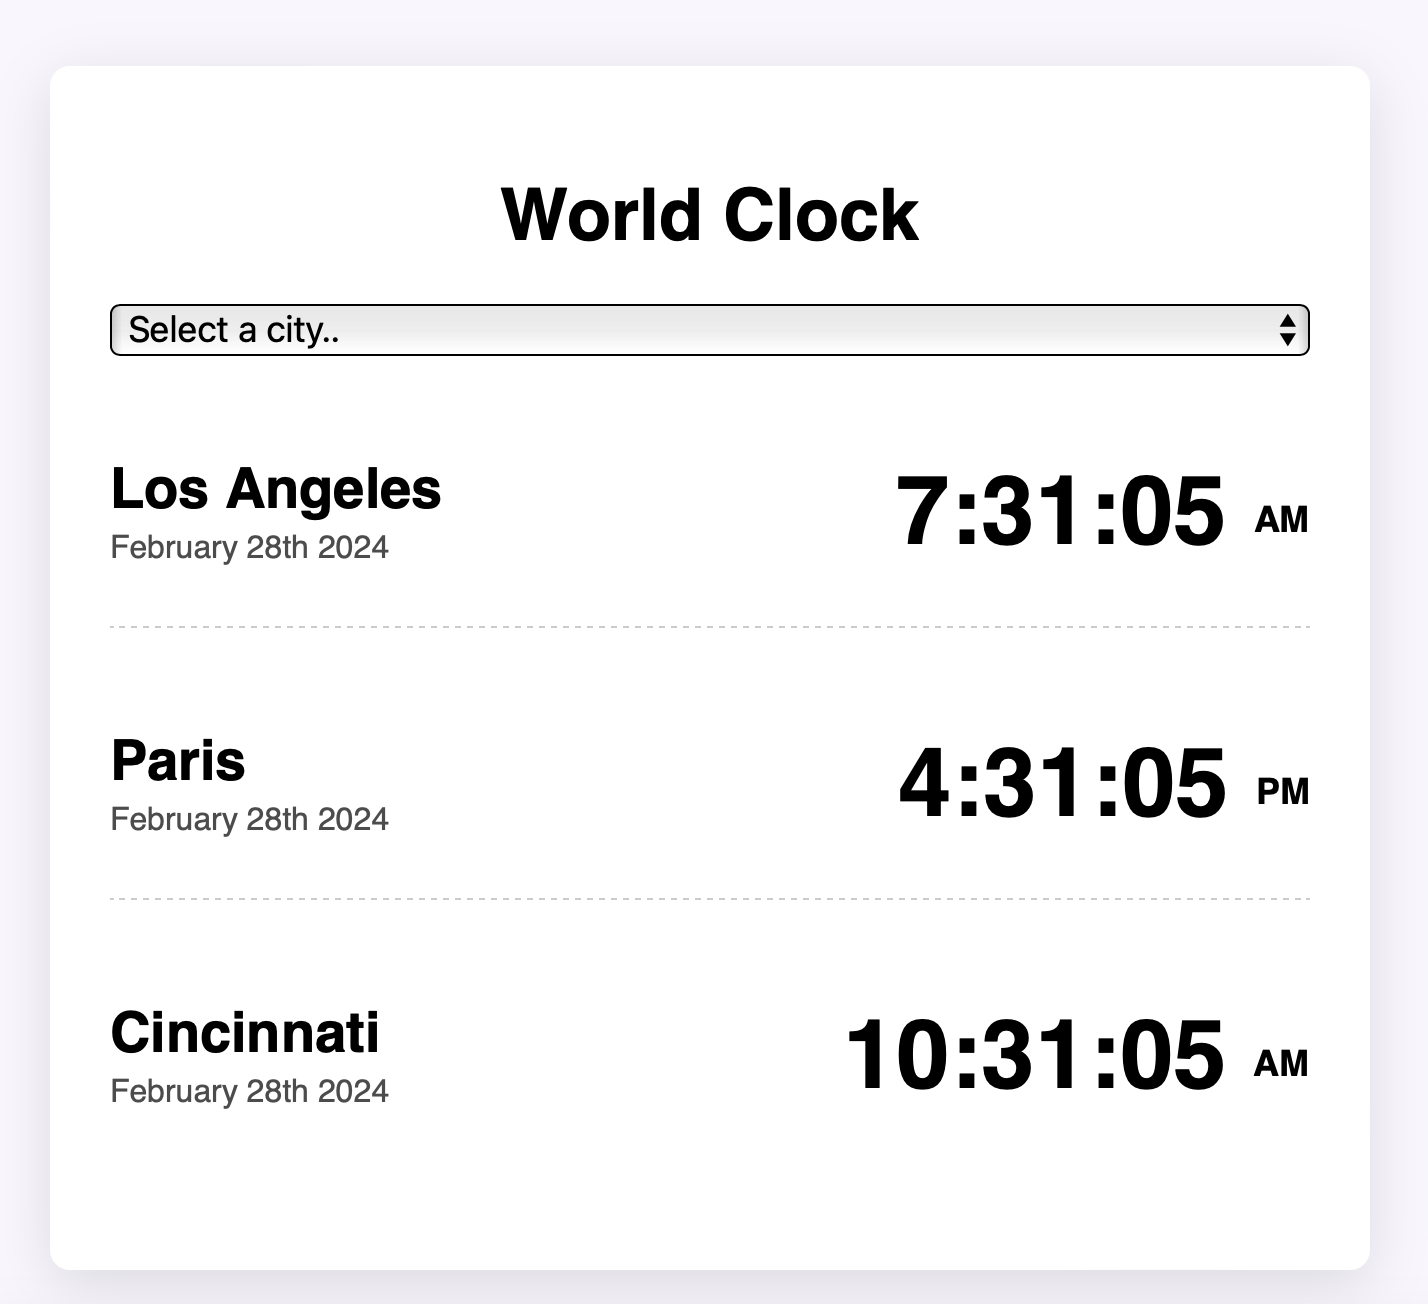 World Clock
Select a city..
Los Angeles
7:31:05 AM
February 28th 2024
Paris
4:31:05 PM
February 28th 2024
Cincinnati
10:31:05 AM
February 28th 2024